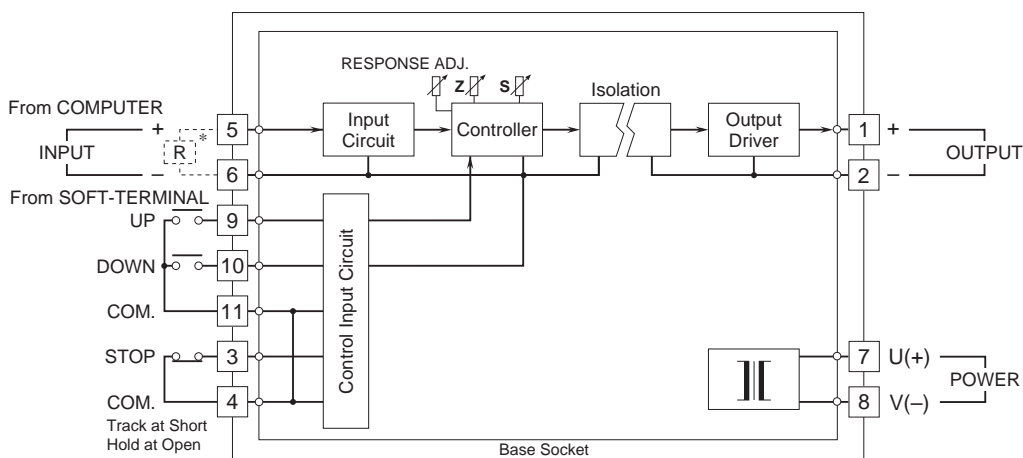 RESPONSE ADJ.
Z
S
Isolation
From COMPUTER
+
INPUT
–
R
*
5
6
Input
Circuit
Controller
Output
Driver
1
+
OUTPUT
2
–
From SOFT-TERMINAL
UP
9
DOWN
10
COM.
11
STOP
3
COM.
4
Track at Short
Hold at Open
Control Input Circuit
7
U(+)
POWER
8
V(–)
Base Socket